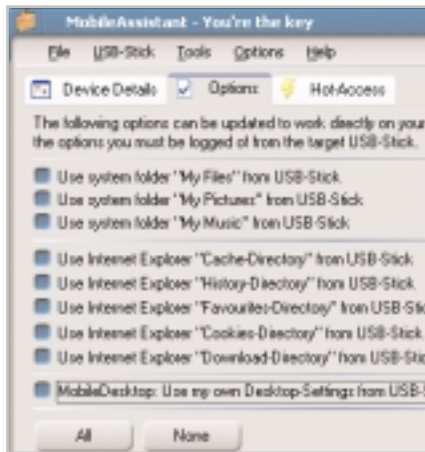 MobileAssistant - You're the key
File USB-Stick Tools Options Help
Device Details Options Hot-Access
The following options can be updated to work directly on your
the options you must be logged of from the target USB-Stick.
Use system folder "My Files" from USB-Stick
Use system folder "My Pictures" from USB-Stick
Use system folder "My Music" from USB-Stick
Use Internet Explorer "Cache-Directory" from USB-Stick
Use Internet Explorer "History-Directory" from USB-Stick
Use Internet Explorer "Favourites-Directory" from USB-Stic
Use Internet Explorer "Cookies-Directory" from USB-Stick
Use Internet Explorer "Download-Directory" from USB-Stic
MobileDesktop: Use my own Desktop-Settings from USB-S
All None